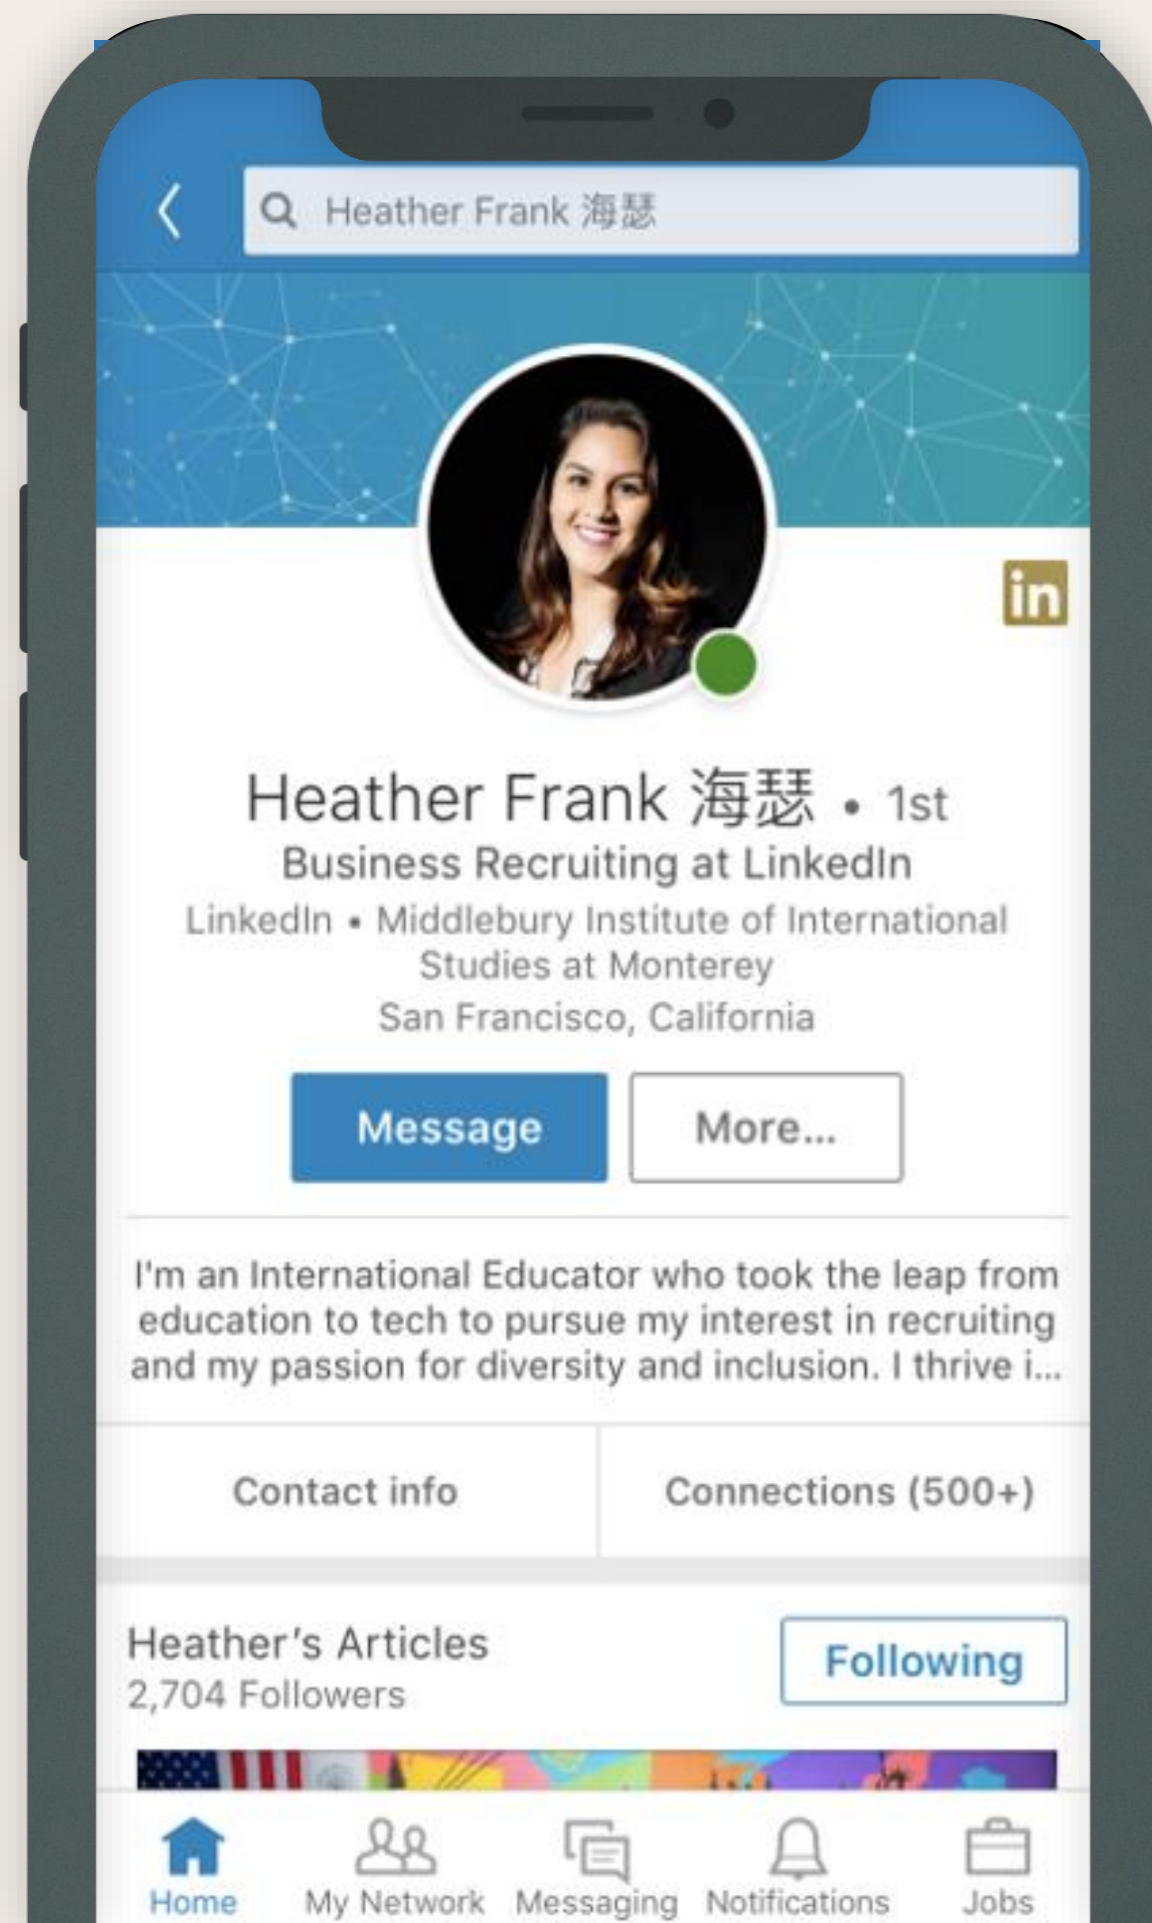 Heather Frank 海瑟
in
Heather Frank 海瑟 • 1st
Business Recruiting at LinkedIn
LinkedIn • Middlebury Institute of International
Studies at Monterey
San Francisco, California
Message
More...
I'm an International Educator who took the leap from
education to tech to pursue my interest in recruiting
and my passion for diversity and inclusion. I thrive i...
Contact info
Connections (500+)
Heather's Articles
2,704 Followers
Following
Home
My Network
Messaging
Notifications
Jobs